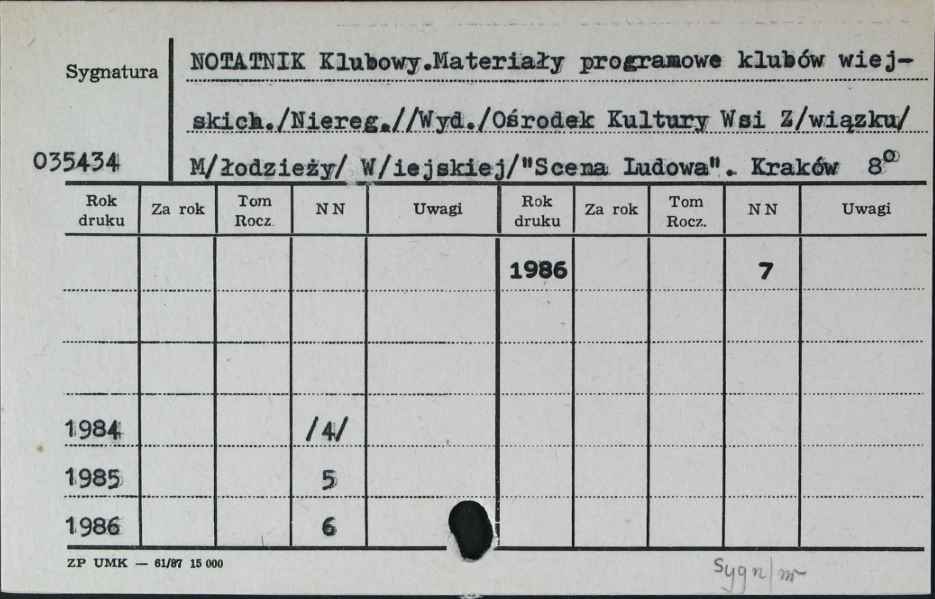 Sygnatura
NOTATNIK Klubowy.Materiały programowe klubów wiej-
skich./Niereg.//Wyd./Ośrodek Kultury Wsi Z/wiązku/
035434 M/łodzieży/ W/iejskiej/"Scena Ludowa". Kraków 8°
Rok druku Za rok Tom Rocz. N N Uwagi Rok druku Za rok Tom Rocz. N N Uwagi
1986 7
1984 /4/
1985 5
1986 6
ZP UMK — 61/87 15 000